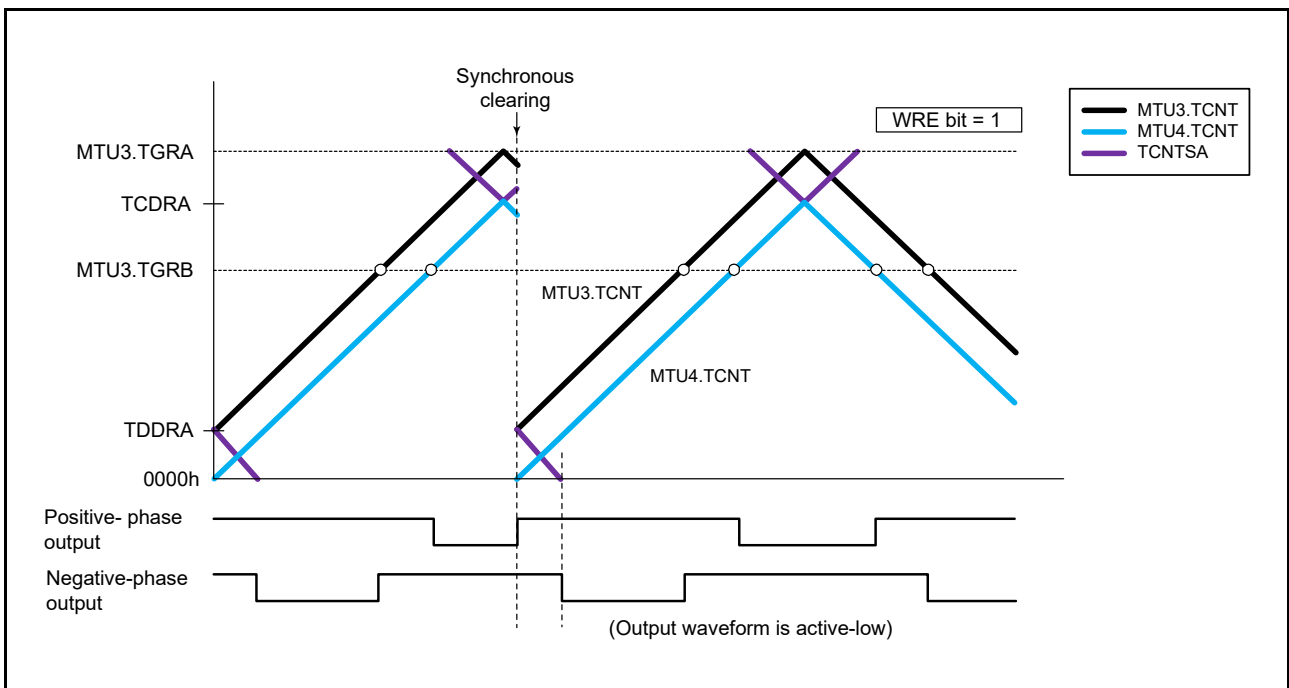 Synchronous
clearing
WRE bit = 1
MTU3.TCNT
MTU4.TCNT
TCNTSA
MTU3.TGRA
TCDRA
MTU3.TGRB
MTU3.TCNT
MTU4.TCNT
TDDRA
0000h
Positive- phase
output
Negative-phase
output
(Output waveform is active-low)